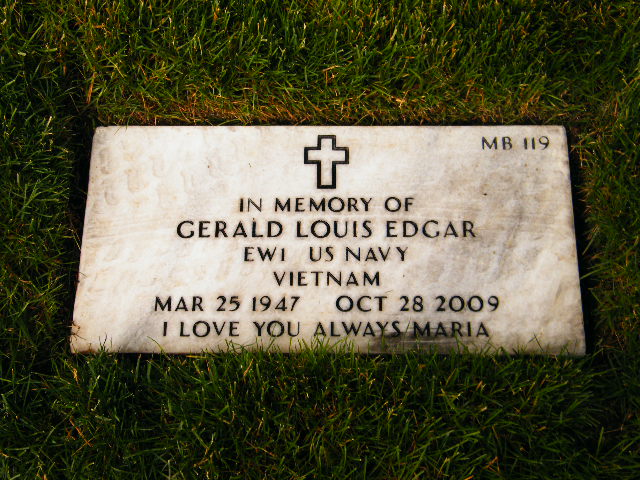 MB 119
IN MEMORY OF
GERALD LOUIS EDGAR
EW1 US NAVY
VIETNAM
MAR 25 1947 OCT 28 2009
I LOVE YOU ALWAYS MARIA